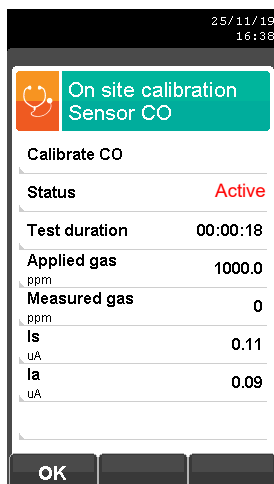 25/11/19
16:38
On site calibration
Sensor CO
Calibrate CO
Status Active
Test duration 00:00:18
Applied gas 1000.0
ppm
Measured gas 0
ppm
Is 0.11
uA
Ia 0.09
uA
OK